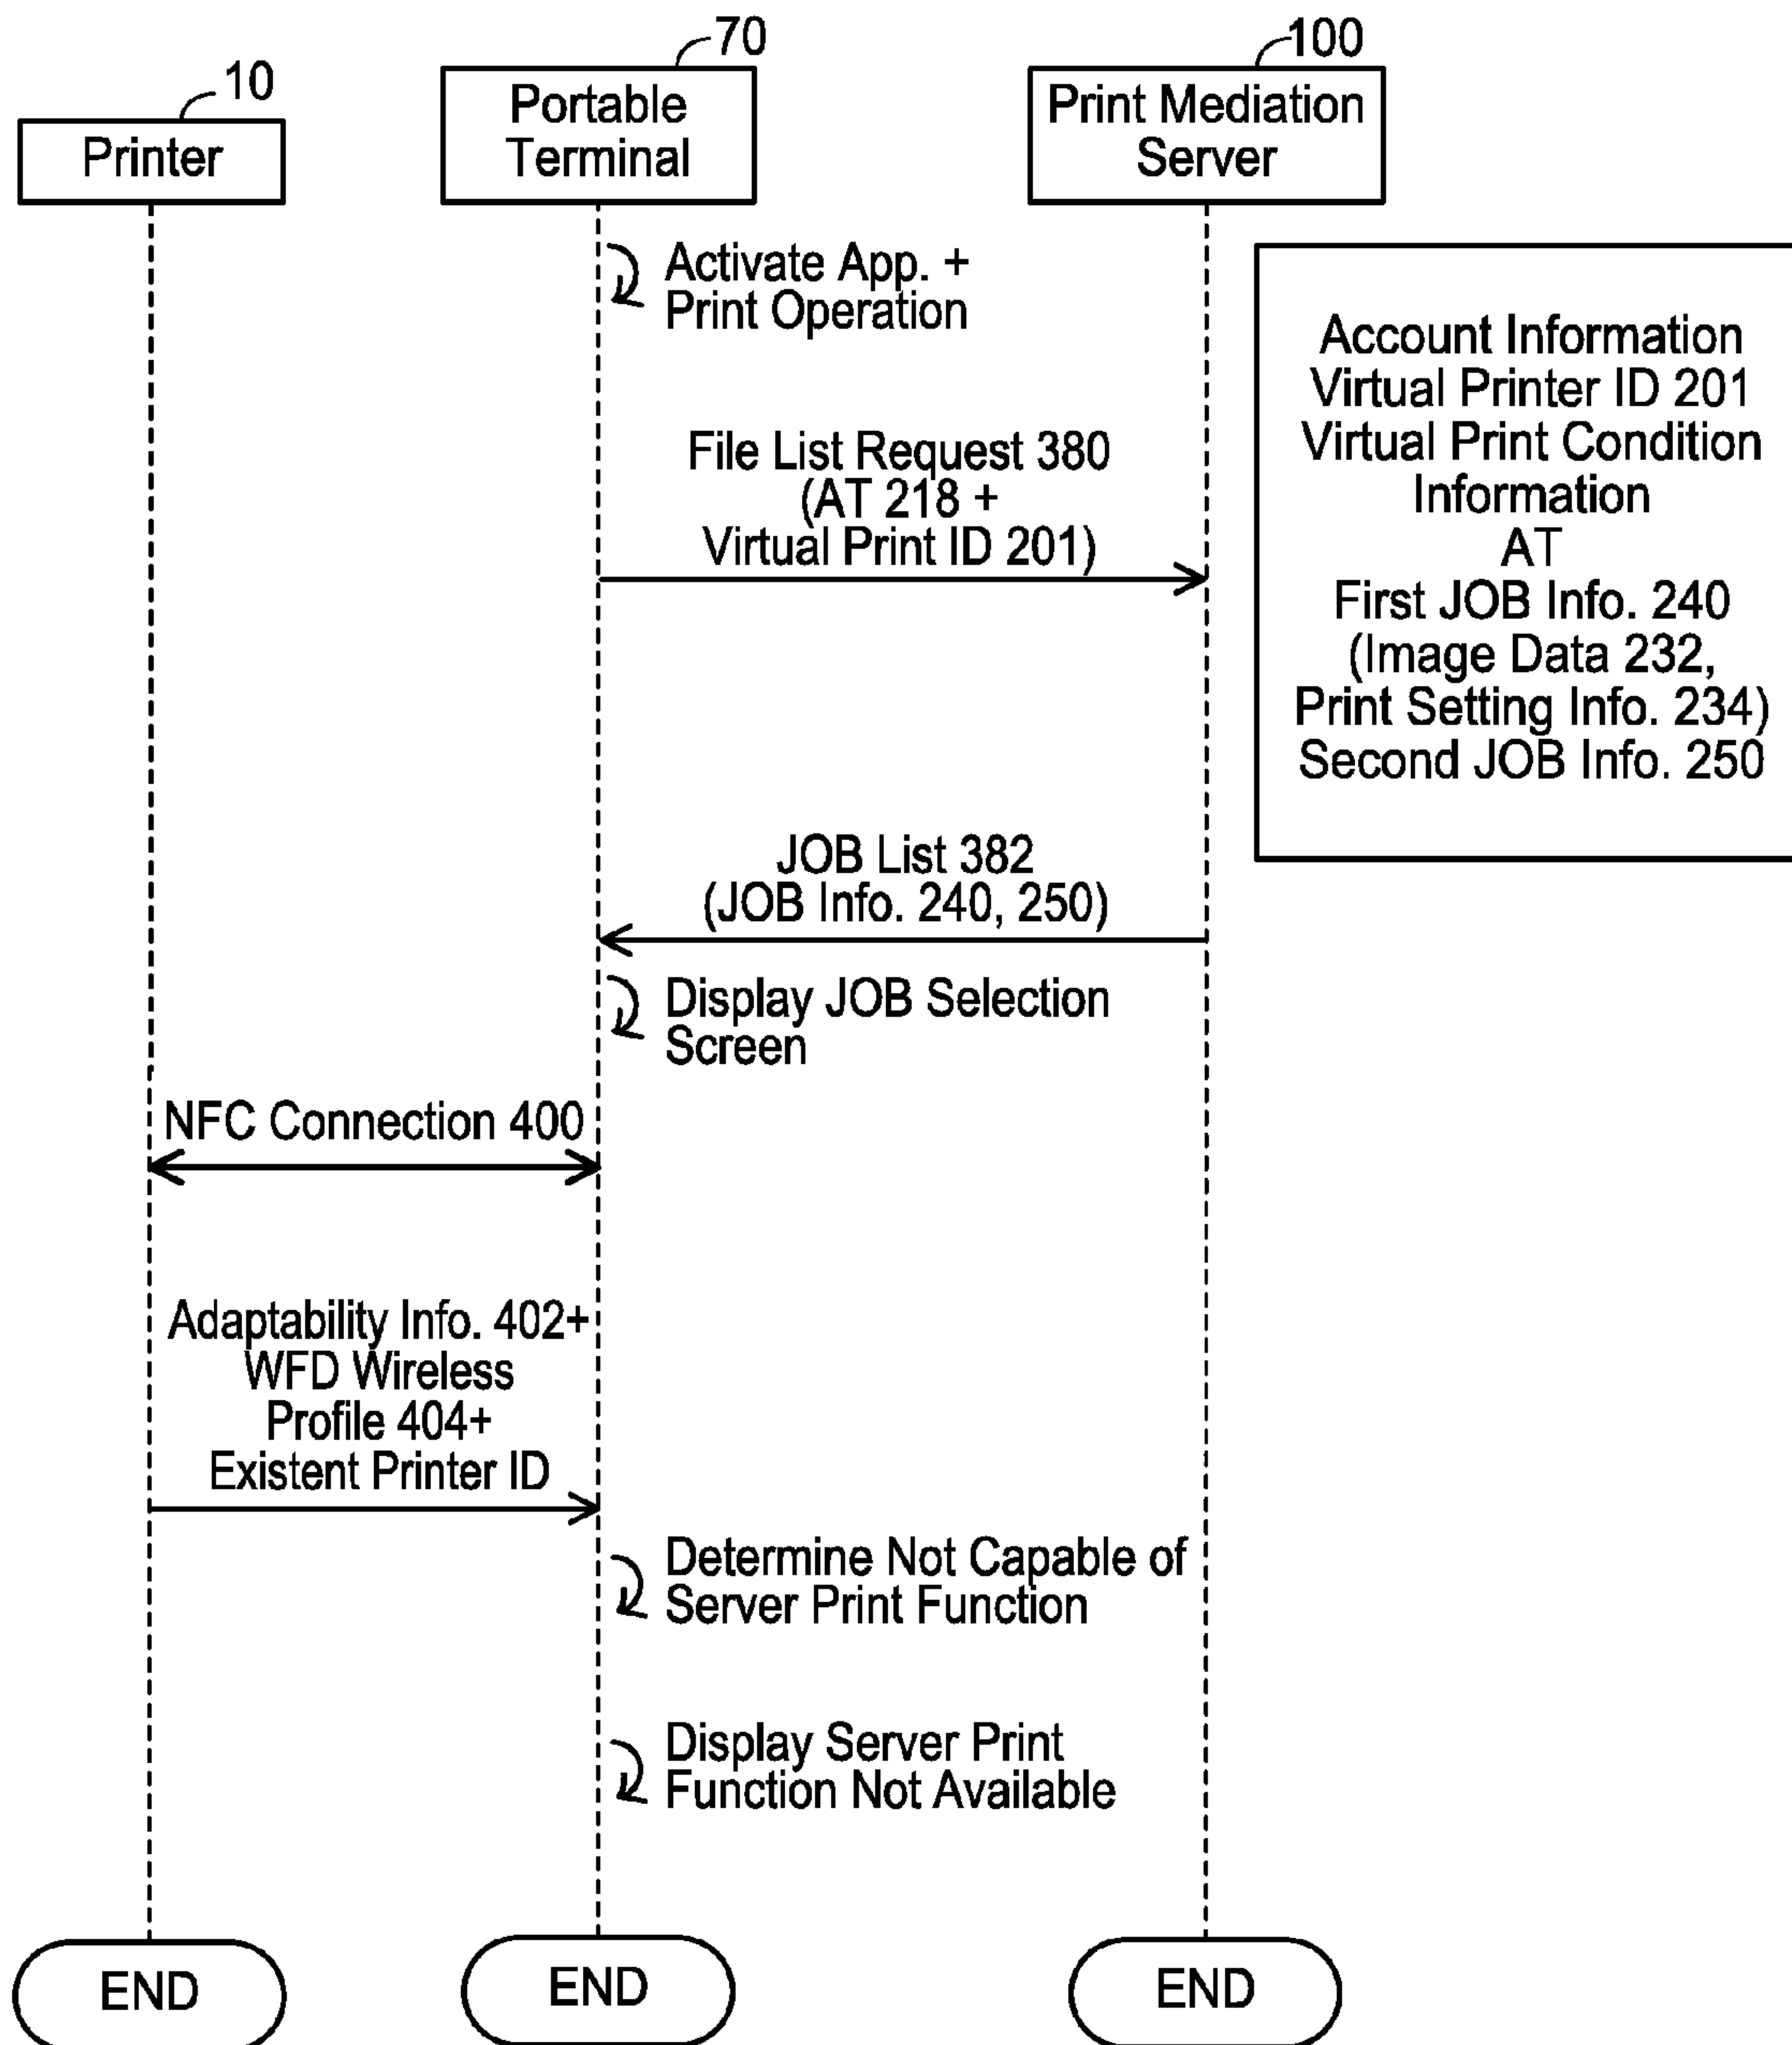 10
Printer
70
Portable
Terminal
100
Print Mediation
Server
Activate App. +
Print Operation
Account Information
Virtual Printer ID 201
Virtual Print Condition
Information
AT
First JOB Info. 240
(Image Data 232,
Print Setting Info. 234)
Second JOB Info. 250
File List Request 380
(AT 218 +
Virtual Print ID 201)
JOB List 382
(JOB Info. 240, 250)
Display JOB Selection
Screen
NFC Connection 400
Adaptability Info. 402+
WFD Wireless
Profile 404+
Existent Printer ID
Determine Not Capable of
Server Print Function
Display Server Print
Function Not Available
END
END
END